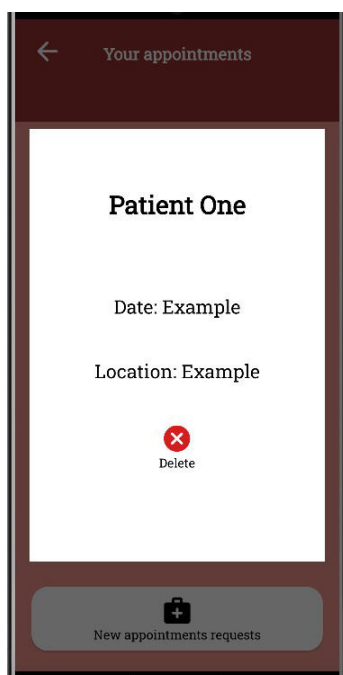 Your appointments
Patient One
Date: Example
Location: Example
Delete
New appointments requests